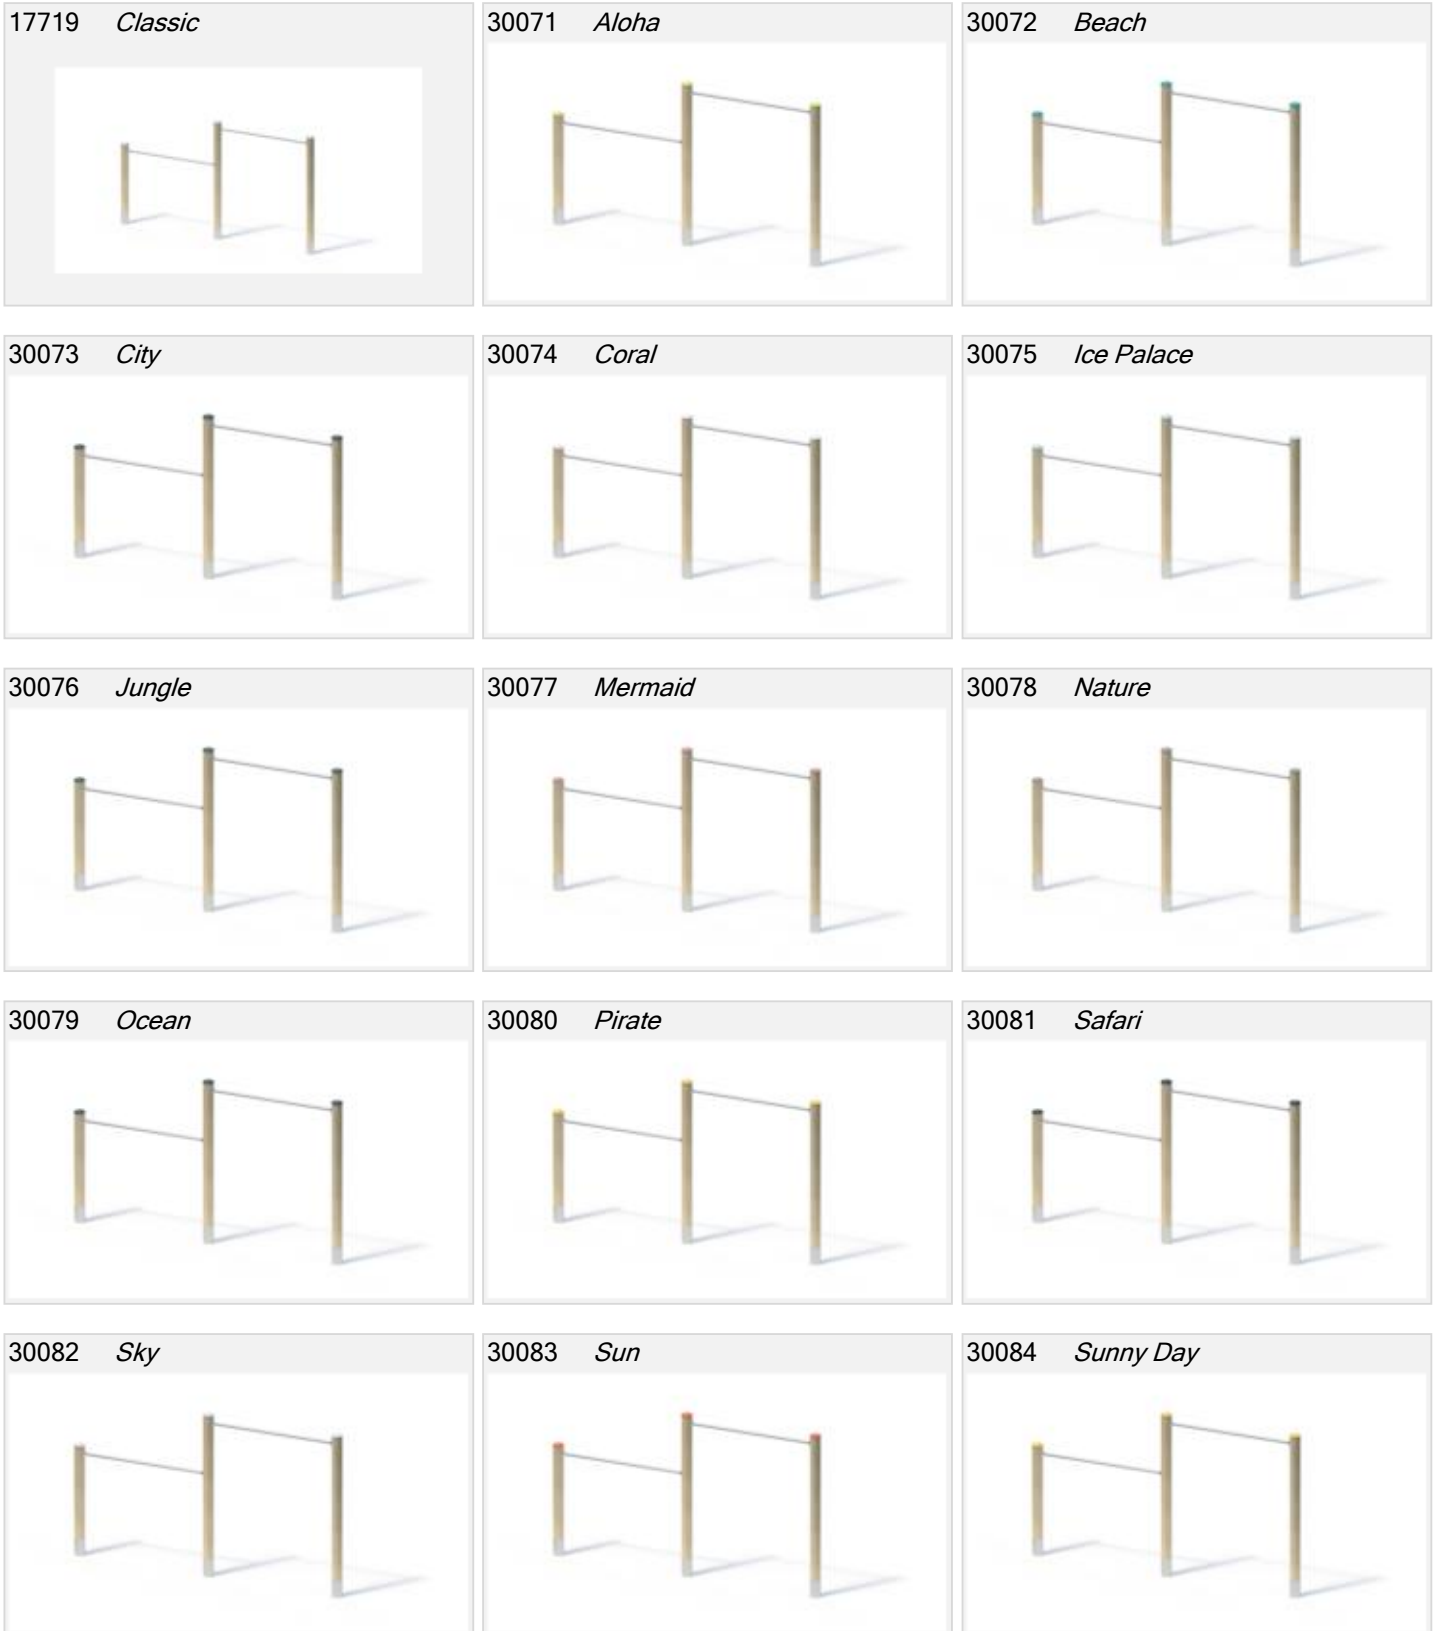 17719 Classic
30071 Aloha
30072 Beach
30073 City
30074 Coral
30075 Ice Palace
30076 Jungle
30077 Mermaid
30078 Nature
30079 Ocean
30080 Pirate
30081 Safari
30082 Sky
30083 Sun
30084 Sunny Day